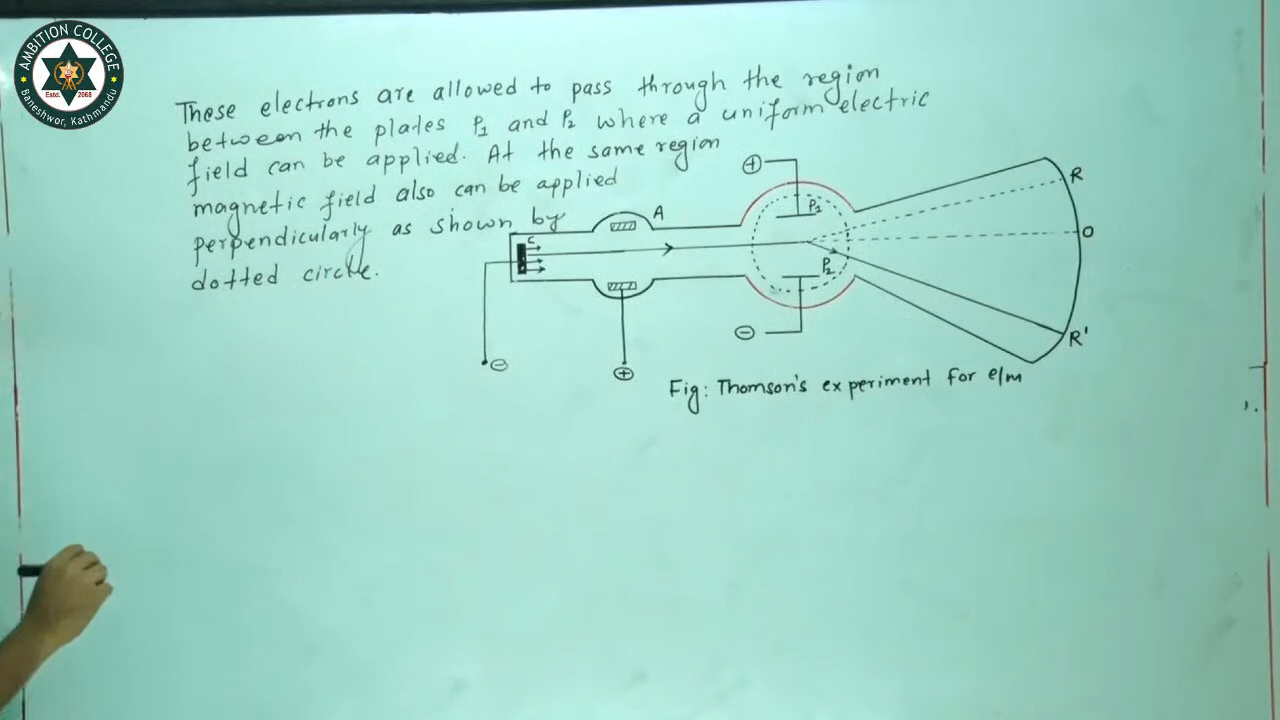 AMBITION COLLEGE
Estd. 2068
Baneshwor, Kathmandu
These electrons are allowed to pass through the region
between the plates P1 and P2 where a uniform electric
field can be applied. At the same region
magnetic field also can be applied
perpendicularly as shown by
dotted circle.
+
P1
R
A
C
O
P2
-
R'
-
+
Fig: Thomson's experiment for e/m